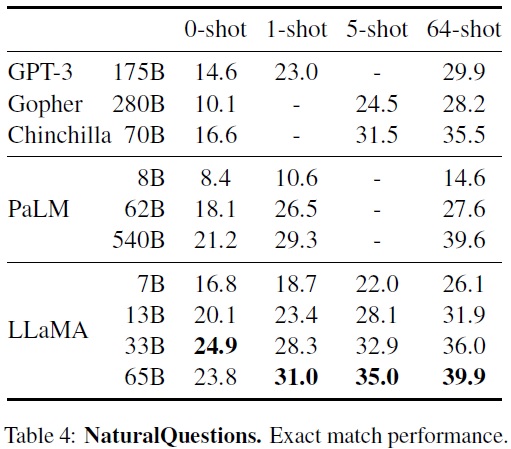 0-shot 1-shot 5-shot 64-shot
GPT-3 175B 14.6 23.0 - 29.9
Gopher 280B 10.1 - 24.5 28.2
Chinchilla 70B 16.6 - 31.5 35.5
8B 8.4 10.6 - 14.6
PaLM 62B 18.1 26.5 - 27.6
540B 21.2 29.3 - 39.6
7B 16.8 18.7 22.0 26.1
13B 20.1 23.4 28.1 31.9
LLaMA
33B 24.9 28.3 32.9 36.0
65B 23.8 31.0 35.0 39.9
Table 4: NaturalQuestions. Exact match performance.